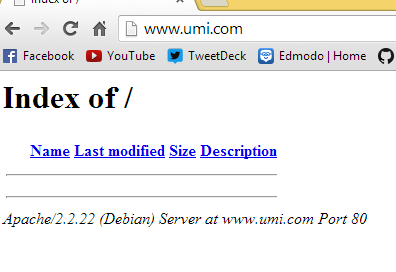 Index of /
www.umi.com
Facebook YouTube TweetDeck Edmodo | Home
Index of /
Name Last modified Size Description
Apache/2.2.22 (Debian) Server at www.umi.com Port 80